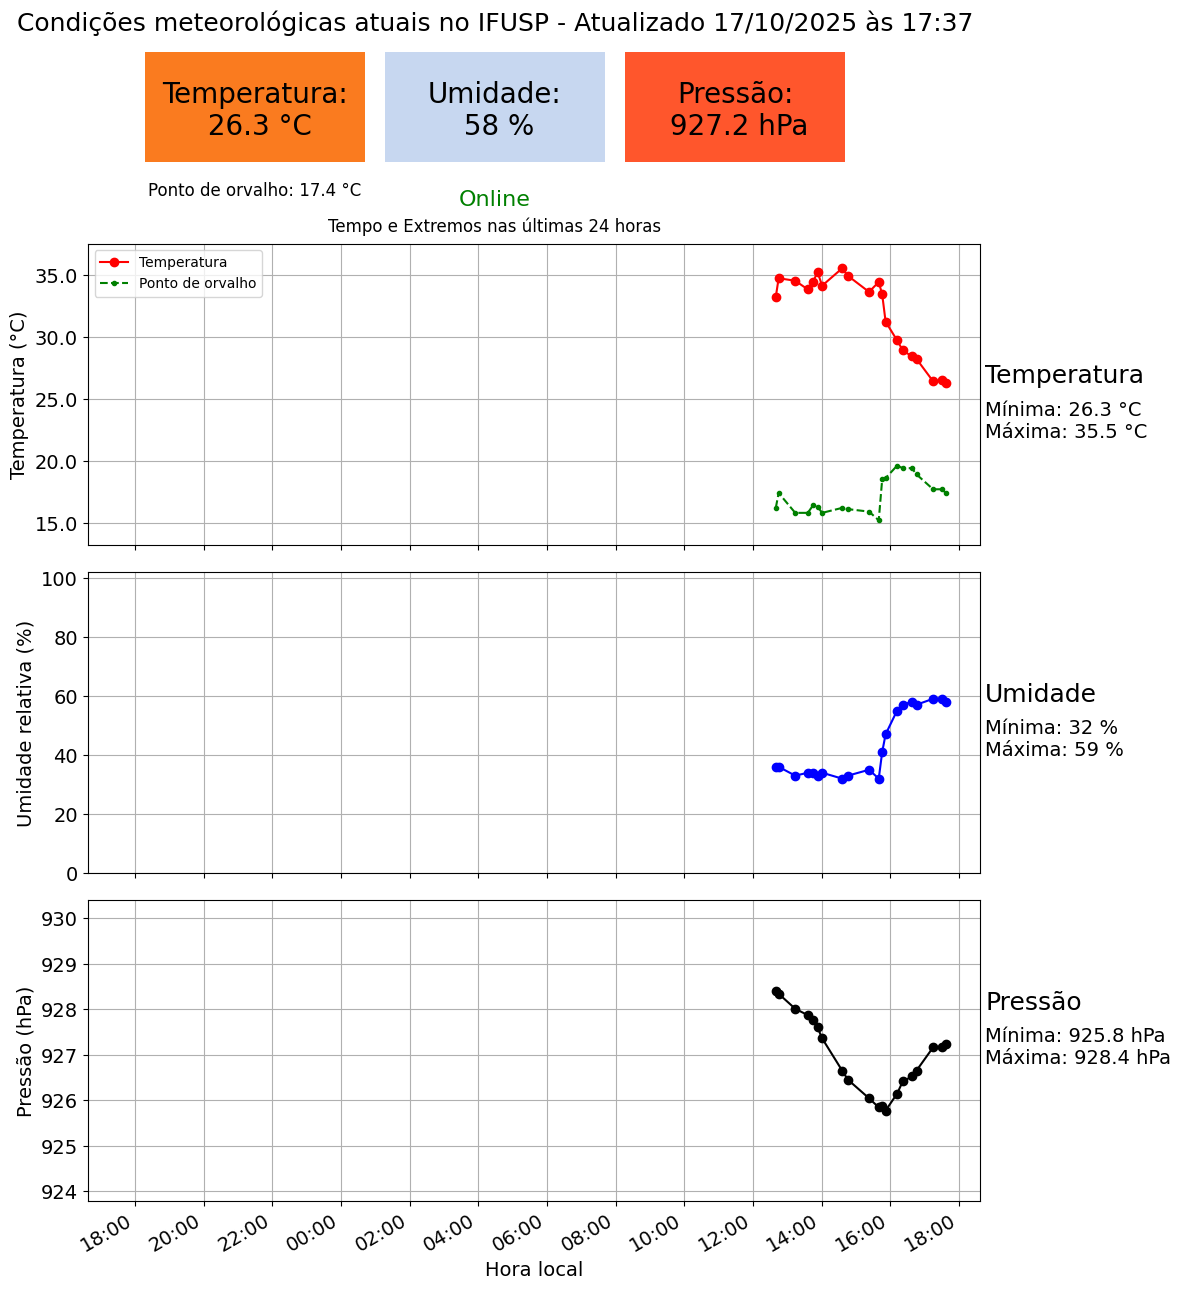 Condições meteorológicas atuais no IFUSP - Atualizado 17/10/2025 às 17:37
Temperatura:
26.3 °C
Umidade:
58 %
Pressão:
927.2 hPa
Ponto de orvalho: 17.4 °C
Online
Tempo e Extremos nas últimas 24 horas
Temperatura
Ponto de orvalho
Temperatura (°C)
35.0
30.0
25.0
20.0
15.0
Temperatura
Mínima: 26.3 °C
Máxima: 35.5 °C
Umidade relativa (%)
100
80
60
40
20
0
Umidade
Mínima: 32 %
Máxima: 59 %
Pressão (hPa)
930
929
928
927
926
925
924
Pressão
Mínima: 925.8 hPa
Máxima: 928.4 hPa
18:00 20:00 22:00 00:00 02:00 04:00 06:00 08:00 10:00 12:00 14:00 16:00 18:00
Hora local